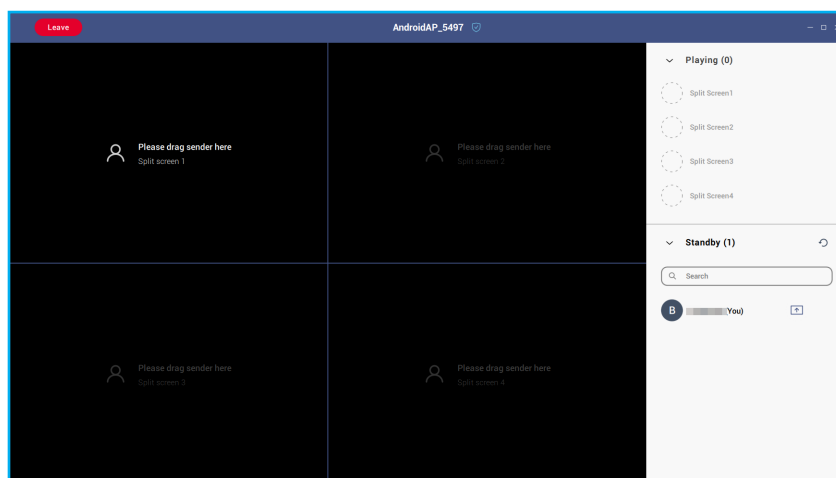 Leave
AndroidAP_5497
Please drag sender here
Split screen 1
Please drag sender here
Split screen 2
Please drag sender here
Split screen 3
Please drag sender here
Split screen 4
Playing (0)
Split Screen1
Split Screen2
Split Screen3
Split Screen4
Standby (1)
Search
B You)